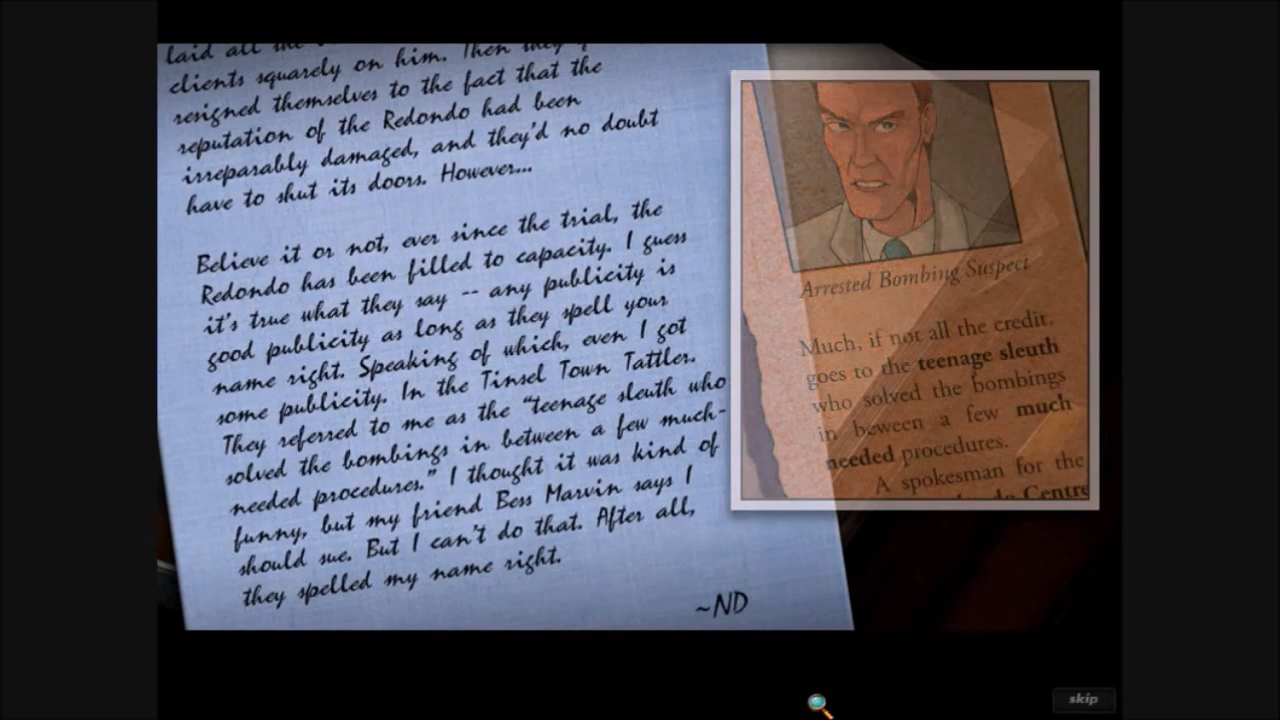 laid all the
clients squarely on him. Then they
resigned themselves to the fact that the
reputation of the Redondo had been
irreparably damaged, and they'd no doubt
have to shut its doors. However...
Believe it or not, ever since the trial, the
Redondo has been filled to capacity. I guess
it's true what they say -- any publicity is
good publicity as long as they spell your
name right. Speaking of which, even I got
some publicity. In the Tinsel Town Tattler.
They referred to me as the "teenage sleuth who
solved the bombings in between a few much-
needed procedures." I thought it was kind of
funny, but my friend Bess Marvin says I
should sue. But I can't do that. After all,
they spelled my name right.
~ND
Arrested Bombing Suspect
Much, if not all the credit,
goes to the teenage sleuth
who solved the bombings
in beween a few much
needed procedures.
A spokesman for the
Centre
skip